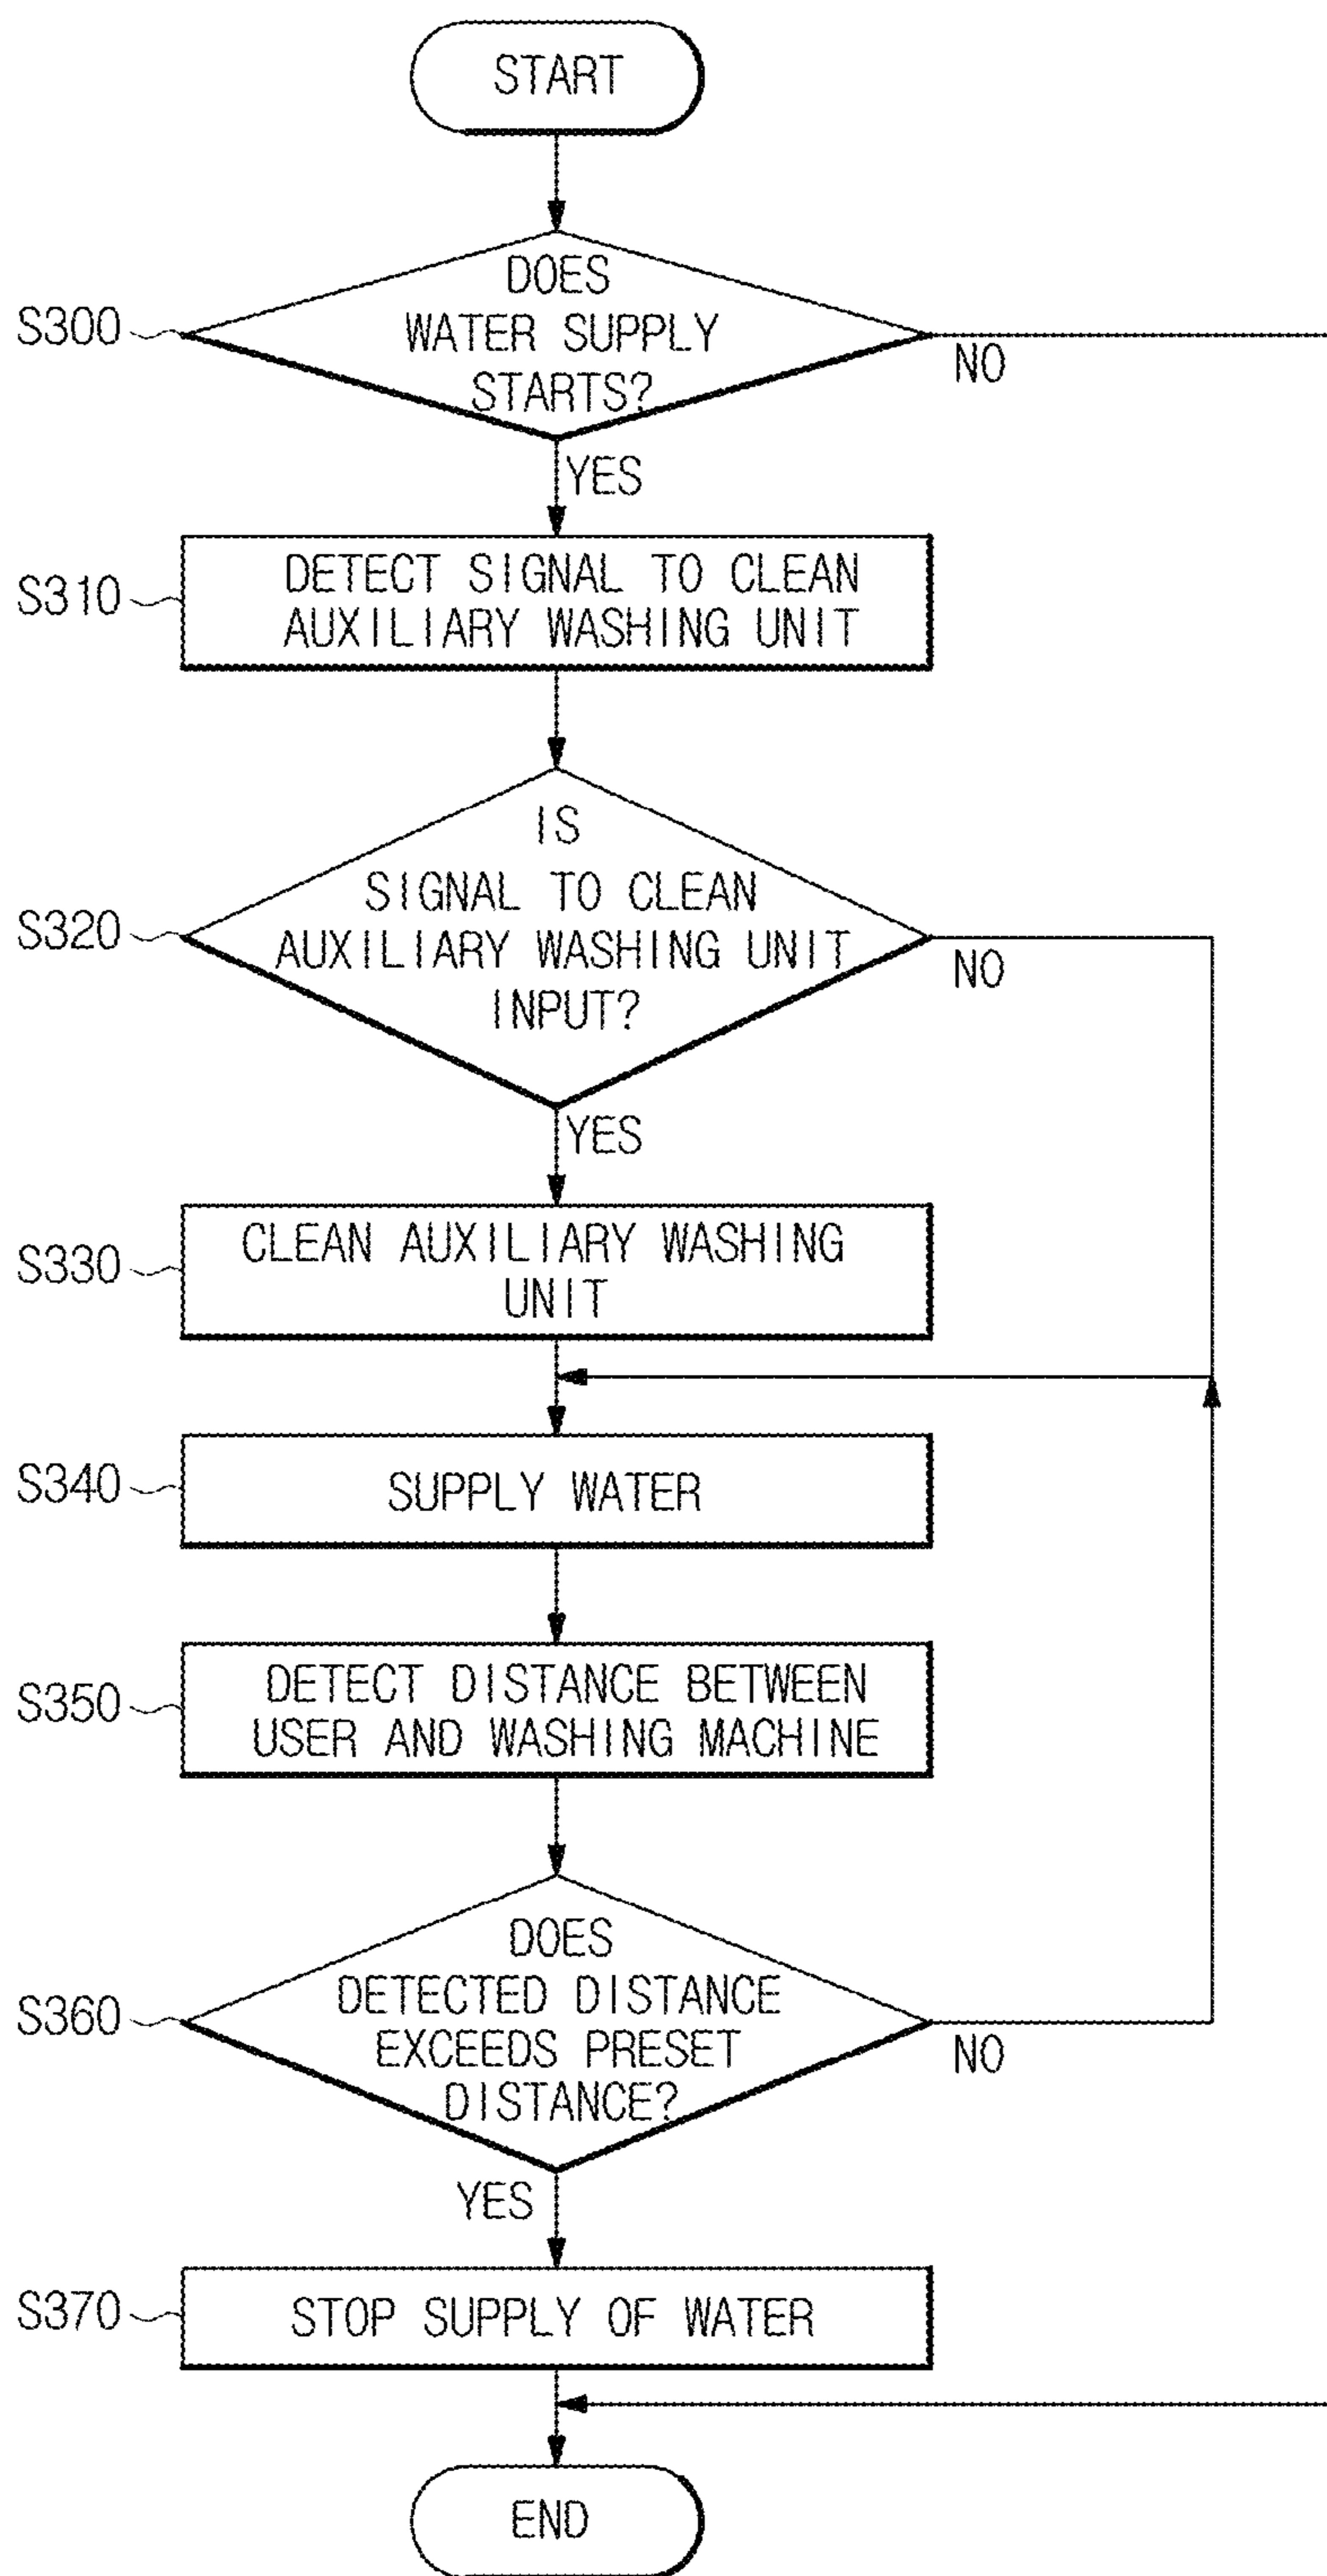 START
S300
DOES
WATER SUPPLY
STARTS?
NO
YES
S310
DETECT SIGNAL TO CLEAN
AUXILIARY WASHING UNIT
S320
IS
SIGNAL TO CLEAN
AUXILIARY WASHING UNIT
INPUT?
NO
YES
S330
CLEAN AUXILIARY WASHING
UNIT
S340
SUPPLY WATER
S350
DETECT DISTANCE BETWEEN
USER AND WASHING MACHINE
S360
DOES
DETECTED DISTANCE
EXCEEDS PRESET
DISTANCE?
NO
YES
S370
STOP SUPPLY OF WATER
END